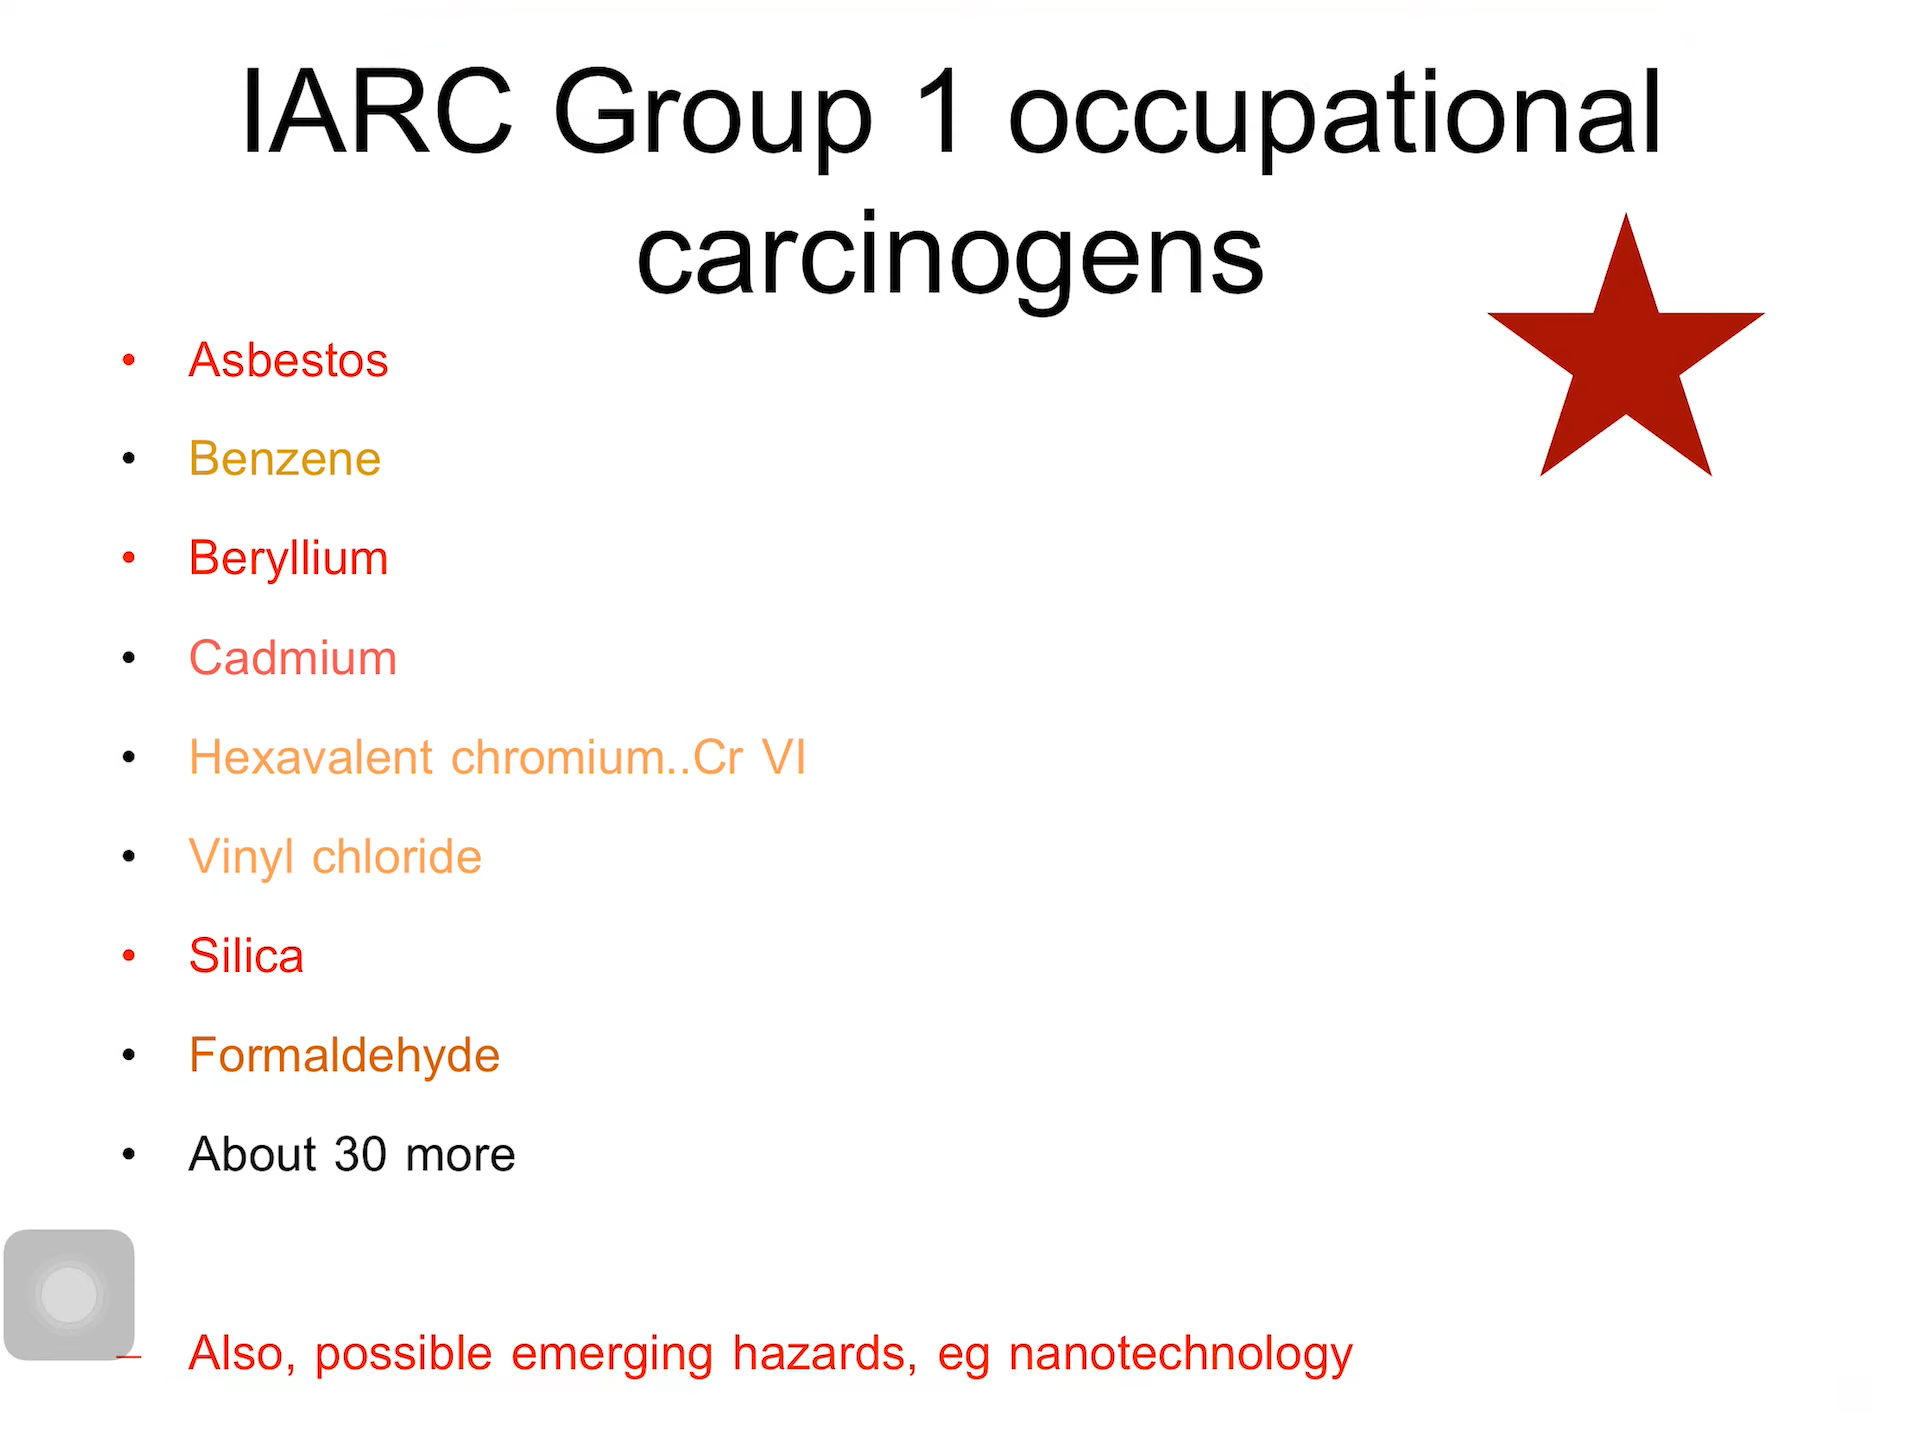 IARC Group 1 occupational
carcinogens
• Asbestos
• Benzene
• Beryllium
• Cadmium
• Hexavalent chromium..Cr VI
• Vinyl chloride
• Silica
• Formaldehyde
• About 30 more
– Also, possible emerging hazards, eg nanotechnology